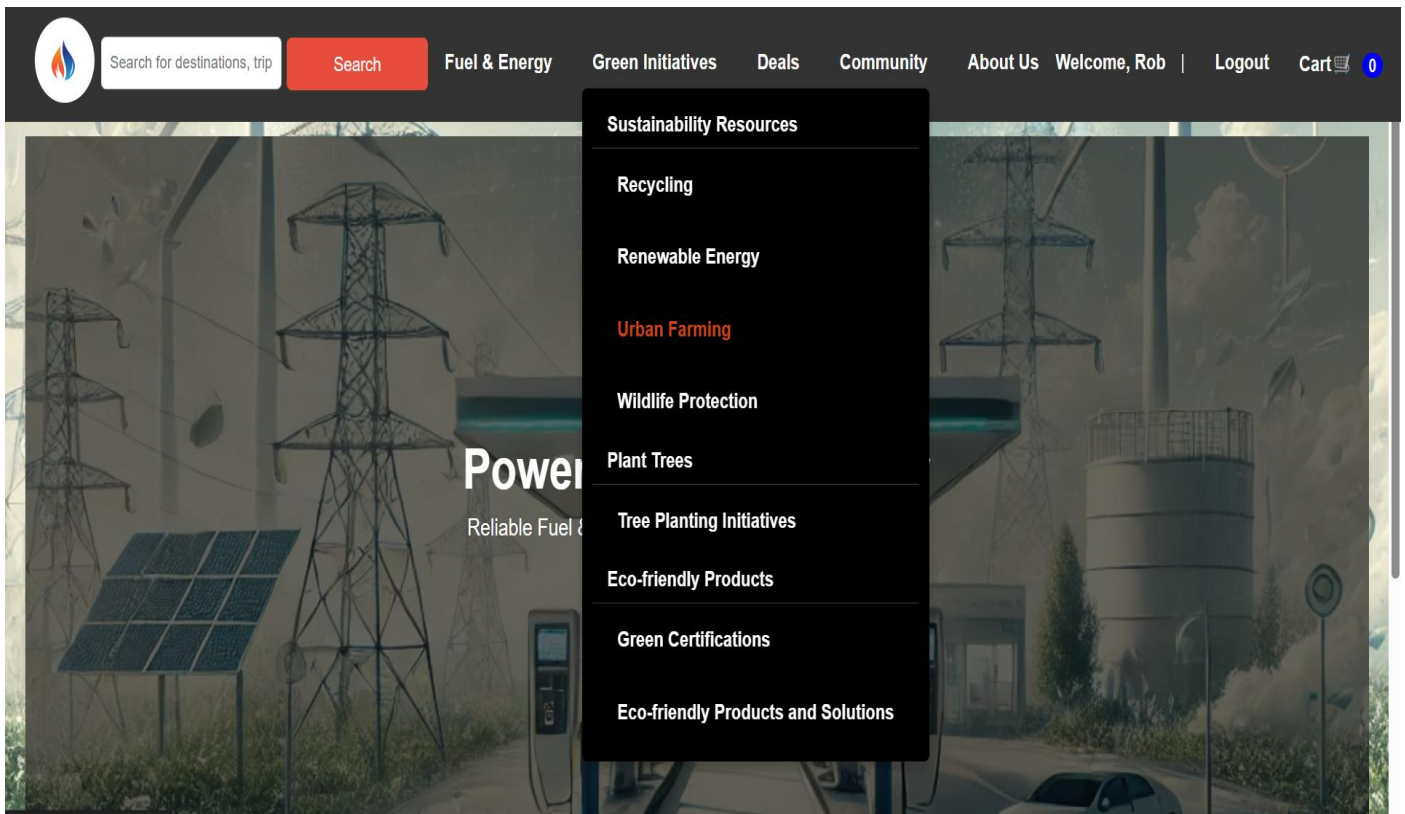 Search for destinations, trip Search Fuel & Energy Green Initiatives Deals Community About Us Welcome, Rob | Logout Cart 0
Sustainability Resources
Recycling
Renewable Energy
Urban Farming
Wildlife Protection
Plant Trees
Tree Planting Initiatives
Eco-friendly Products
Green Certifications
Eco-friendly Products and Solutions
Power
Reliable Fuel &